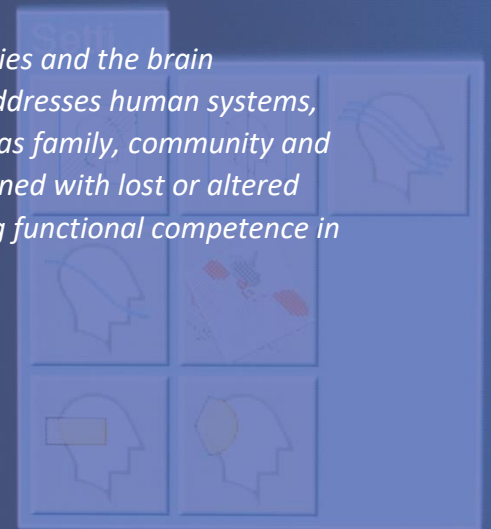 Setti
ies and the brain
ddresses human systems,
as family, community and
ned with lost or altered
g functional competence in